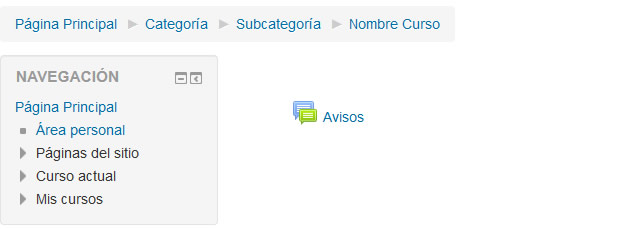 Página Principal Categoría Subcategoría Nombre Curso
NAVEGACIÓN
Página Principal
Área personal
Páginas del sitio
Curso actual
Mis cursos
Avisos